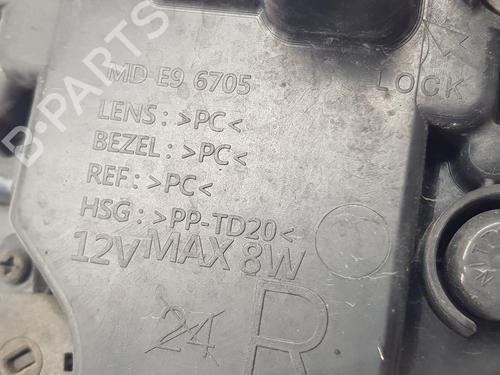 MD E9 6705
LOCK
LENS: >PC<
BEZEL: >PC<
REF: >PC<
HSG: >PP-TD20<
12V MAX 8W
24
R
B-Parts